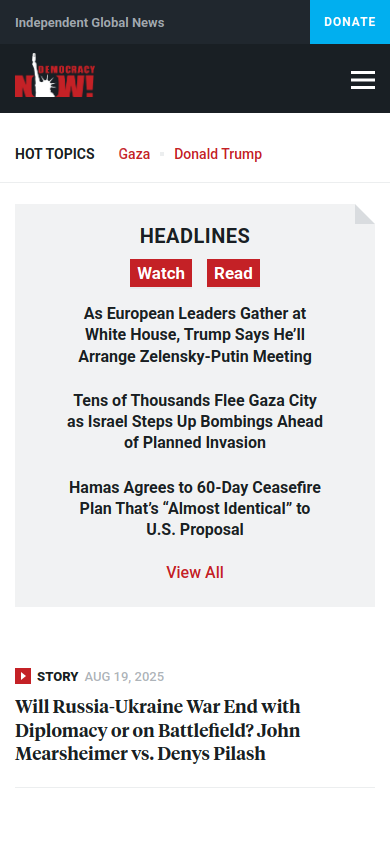 Independent Global News
DONATE
DEMOCRACY
NOW!
HOT TOPICS
Gaza
Donald Trump
HEADLINES
Watch
Read
As European Leaders Gather at
White House, Trump Says He’ll
Arrange Zelensky-Putin Meeting
Tens of Thousands Flee Gaza City
as Israel Steps Up Bombings Ahead
of Planned Invasion
Hamas Agrees to 60-Day Ceasefire
Plan That’s “Almost Identical” to
U.S. Proposal
View All
STORY AUG 19, 2025
Will Russia-Ukraine War End with
Diplomacy or on Battlefield? John
Mearsheimer vs. Denys Pilash